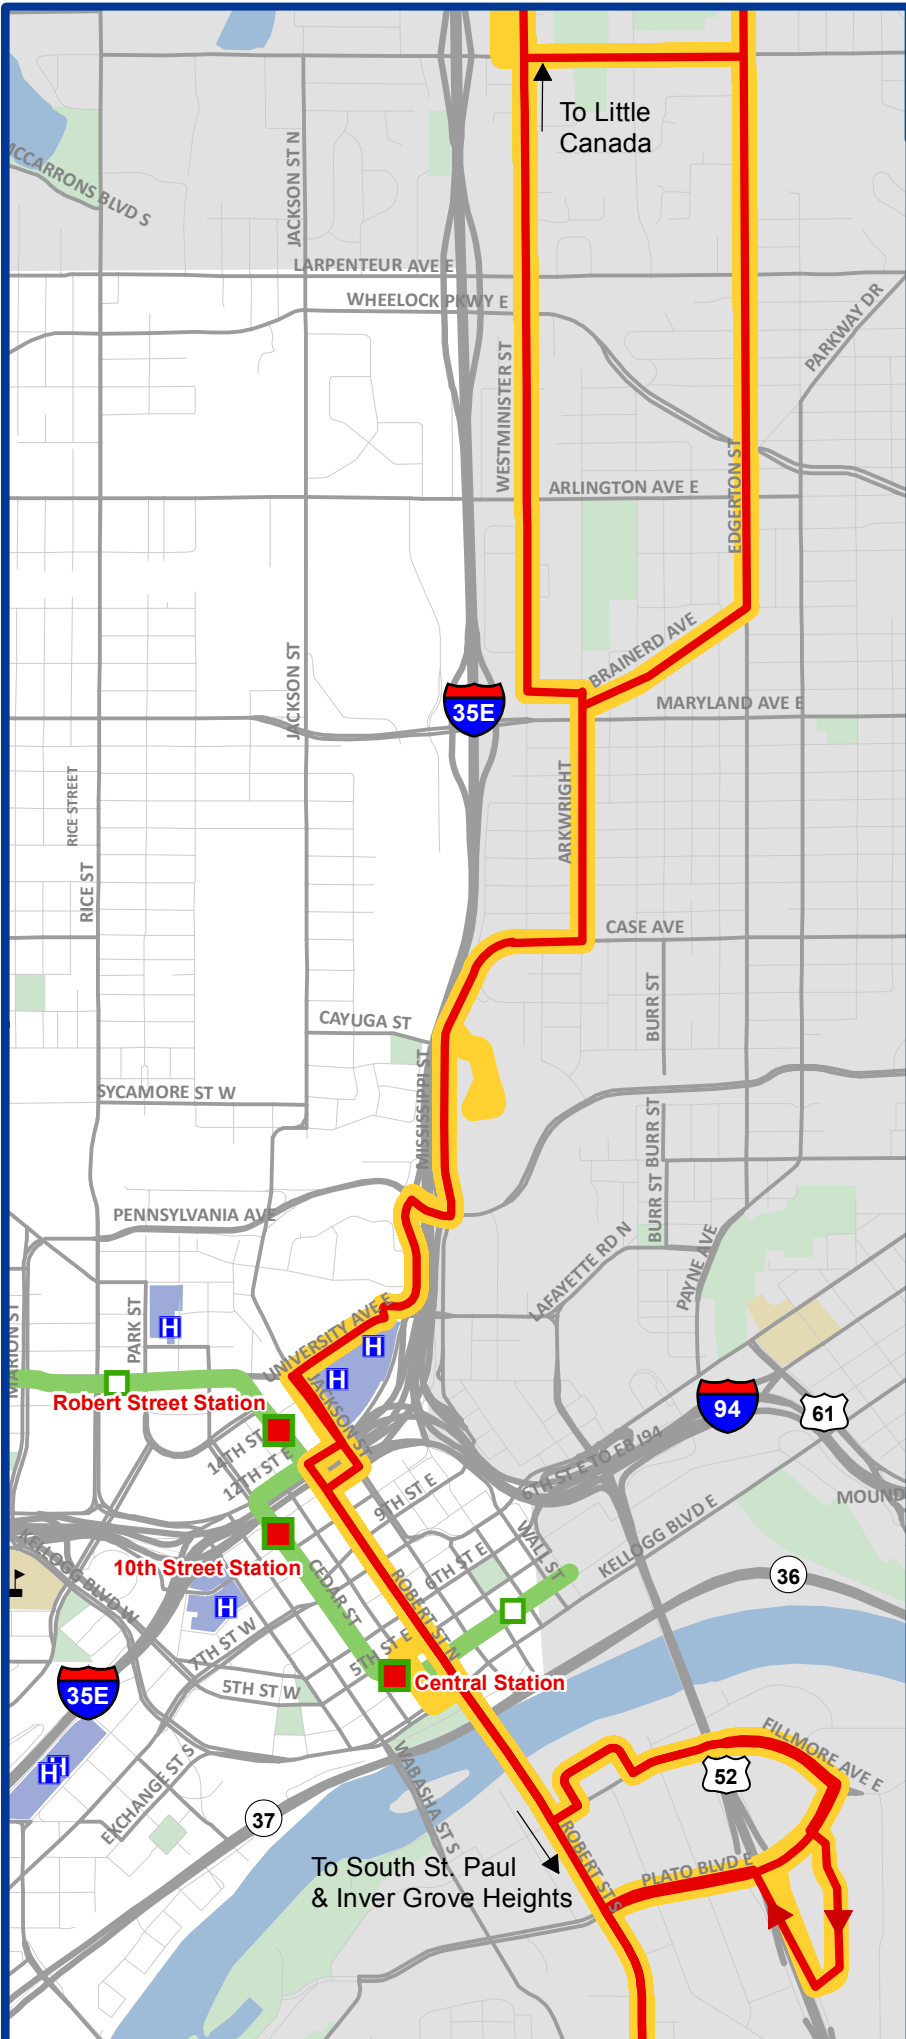 To Little
Canada
MCCARRONS BLVD S
JACKSON ST N
LARPENTEUR AVE E
WHEELOCK PKWY E
PARKWAY DR
WESTMINISTER ST
ARLINGTON AVE E
EDGERTON ST
BRAINERD AVE
JACKSON ST
35E
MARYLAND AVE E
RICE STREET
ARKWRIGHT
RICE ST
CASE AVE
BURR ST
CAYUGA ST
MISSISSIPPI ST
SYCAMORE ST W
BURR ST
BURR ST
PENNSYLVANIA AVE
LAFAYETTE RD N
PAYNE AVE
MARION ST
PARK ST
H
UNIVERSITY AVE E
H
H
JACKSON ST
Robert Street Station
94
61
14TH ST
12TH ST E
6TH ST E TO EB I94
9TH ST E
MOUND
KELLOGG BLVD E
WALL ST
KELLOGG BLVD W
10th Street Station
CEDAR ST
6TH ST E
ROBERT ST N
36
H
7TH ST W
5TH ST E
5TH ST W
Central Station
35E
H
H
EXCHANGE ST S
WABASHA ST S
FILLMORE AVE E
52
37
To South St. Paul
& Inver Grove Heights
ROBERT ST S
PLATO BLVD E